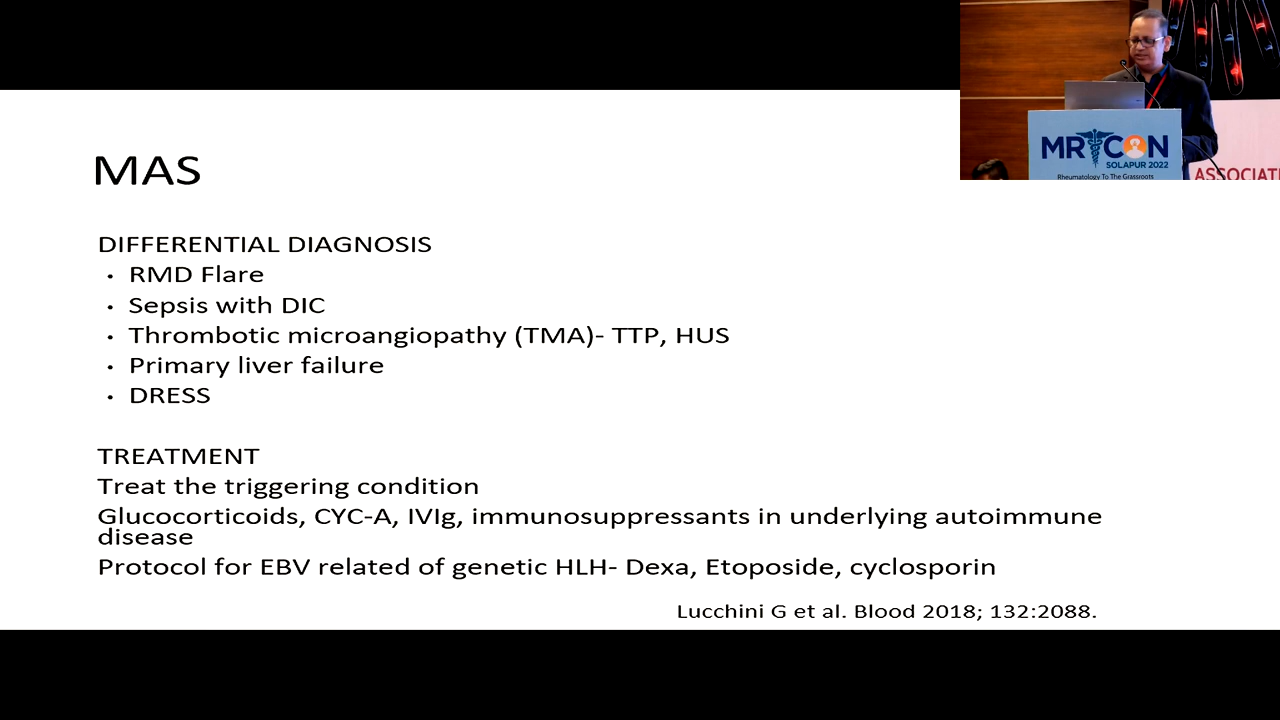 MAS
DIFFERENTIAL DIAGNOSIS
• RMD Flare
• Sepsis with DIC
• Thrombotic microangiopathy (TMA)- TTP, HUS
• Primary liver failure
• DRESS
TREATMENT
Treat the triggering condition
Glucocorticoids, CYC-A, IVIg, immunosuppressants in underlying autoimmune
disease
Protocol for EBV related of genetic HLH- Dexa, Etoposide, cyclosporin
Lucchini G et al. Blood 2018; 132:2088.
MRCON
SOLAPUR 2022
Rheumatology To The Grassroots